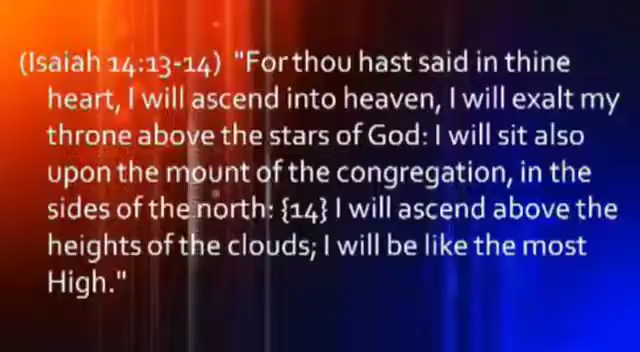 (Isaiah 14:13-14) "For thou hast said in thine
heart, I will ascend into heaven, I will exalt my
throne above the stars of God: I will sit also
upon the mount of the congregation, in the
sides of the north: {14} I will ascend above the
heights of the clouds; I will be like the most
High."